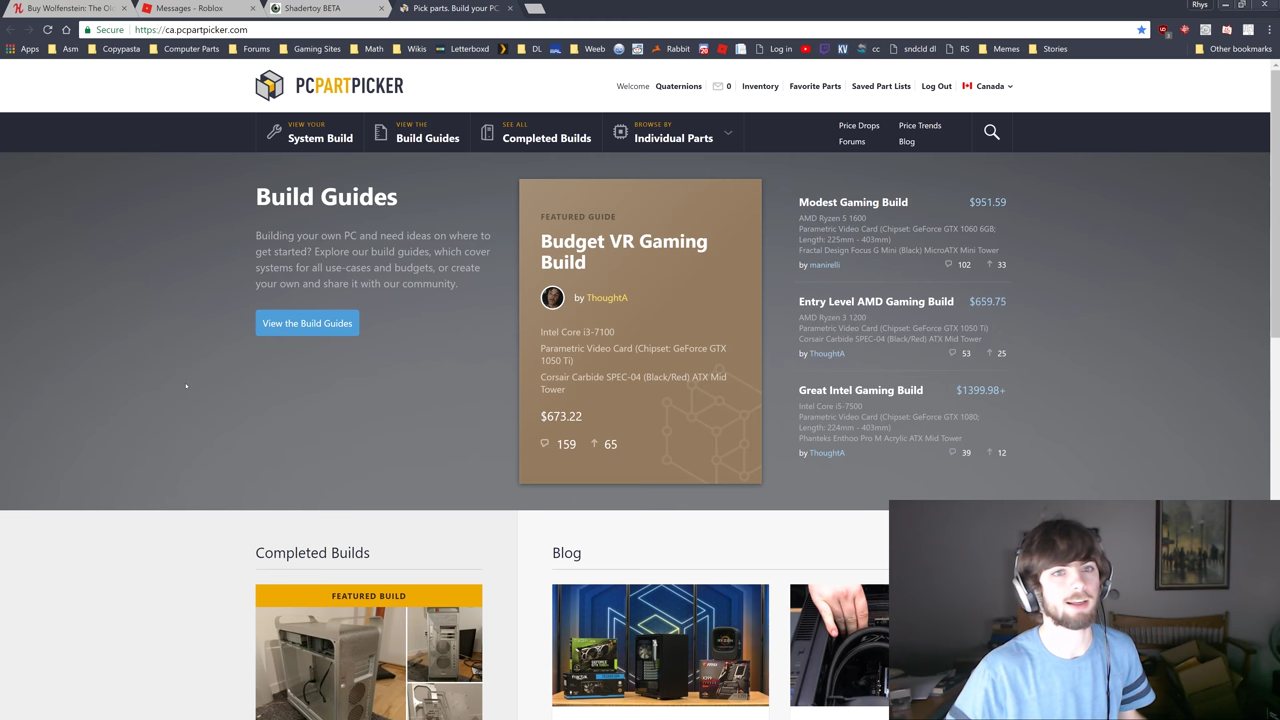 Buy Wolfenstein: The Ol
Messages - Roblox
Shadertoy BETA
Pick parts. Build your PC.
Rhys
Secure
https://ca.pcpartpicker.com
Apps
Asm
Copypasta
Computer Parts
Forums
Gaming Sites
Math
Wikis
Letterboxd
DL
Weeb
Rabbit
Log in
KV
cc
sndcld dl
RS
Memes
Stories
Other bookmarks
PCPARTPICKER
Welcome Quaternions
0
Inventory
Favorite Parts
Saved Part Lists
Log Out
Canada
VIEW YOUR
System Build
VIEW THE
Build Guides
SEE ALL
Completed Builds
BROWSE BY
Individual Parts
Price Drops
Price Trends
Forums
Blog
Build Guides
Building your own PC and need ideas on where to
get started? Explore our build guides, which cover
systems for all use-cases and budgets, or create
your own and share it with our community.
View the Build Guides
FEATURED GUIDE
Budget VR Gaming
Build
by ThoughtA
Intel Core i3-7100
Parametric Video Card (Chipset: GeForce GTX
1050 Ti)
Corsair Carbide SPEC-04 (Black/Red) ATX Mid
Tower
$673.22
159
65
Modest Gaming Build
$951.59
AMD Ryzen 5 1600
Parametric Video Card (Chipset: GeForce GTX 1060 6GB;
Length: 225mm - 403mm)
Fractal Design Focus G Mini (Black) MicroATX Mini Tower
by manirelli
102
33
Entry Level AMD Gaming Build
$659.75
AMD Ryzen 3 1200
Parametric Video Card (Chipset: GeForce GTX 1050 Ti)
Corsair Carbide SPEC-04 (Black/Red) ATX Mid Tower
by ThoughtA
53
25
Great Intel Gaming Build
$1399.98+
Intel Core i5-7500
Parametric Video Card (Chipset: GeForce GTX 1080;
Length: 224mm - 403mm)
Phanteks Enthoo Pro M Acrylic ATX Mid Tower
by ThoughtA
39
12
Completed Builds
Blog
FEATURED BUILD